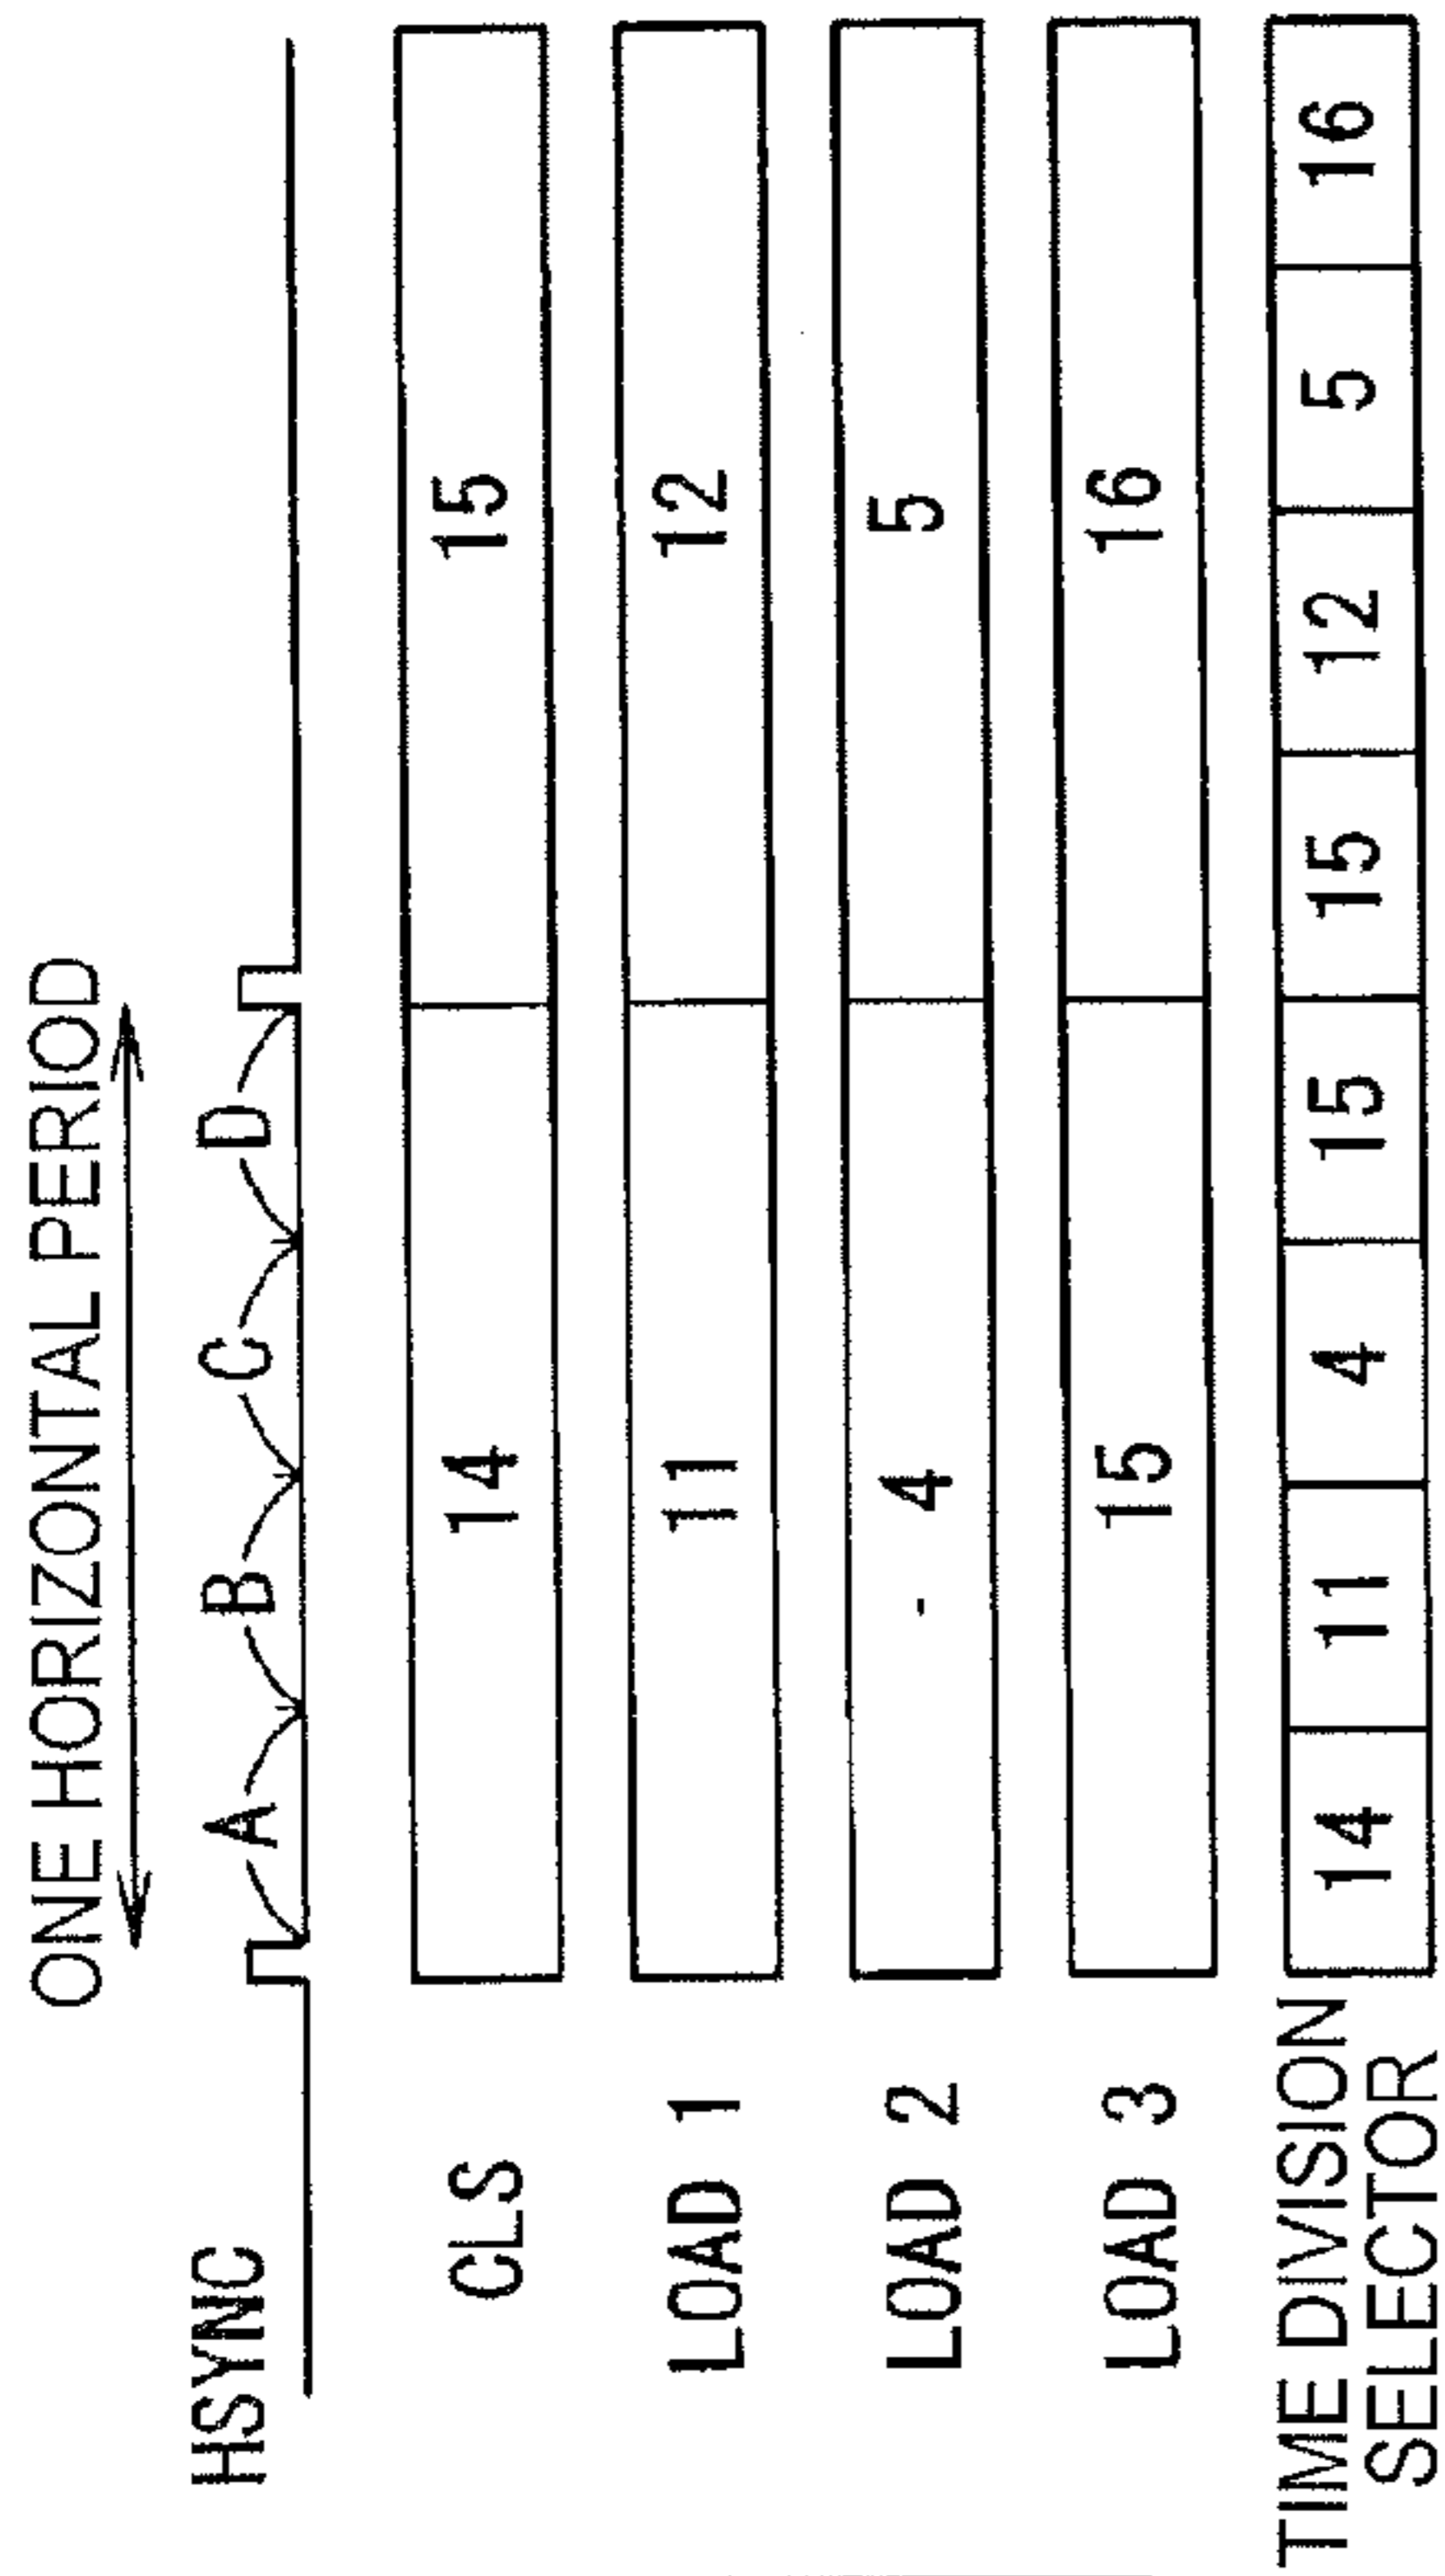 ONE HORIZONTAL PERIOD
HSYNC A B C D
CLS 14 15
LOAD 1 11 12
LOAD 2 4 5
LOAD 3 15 16
TIME DIVISION
SELECTOR 14 11 4 15 15 12 5 16